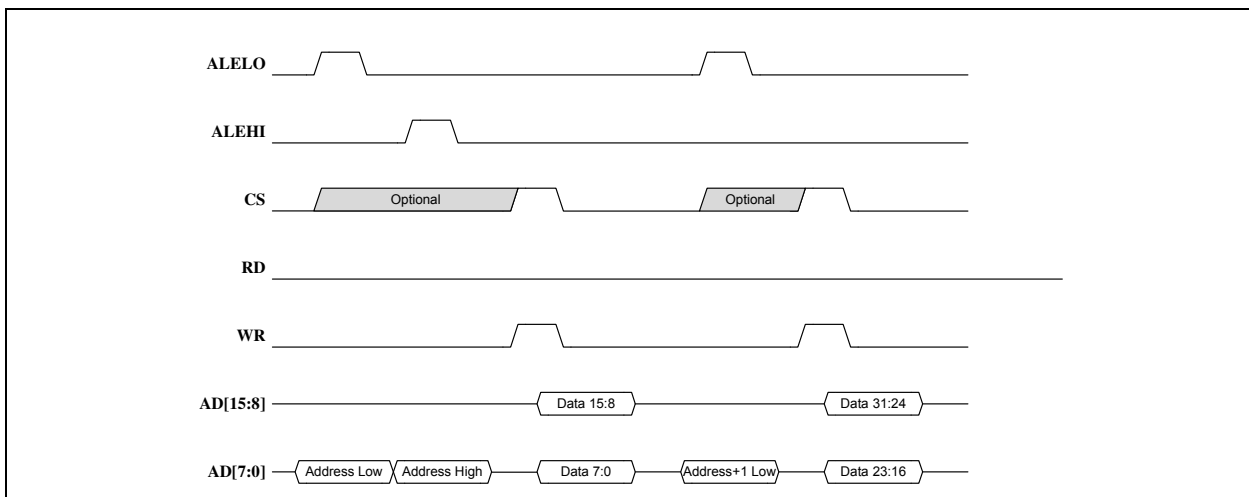 ALELO
ALEHI
CS Optional Optional
RD
WR
AD[15:8] Data 15:8 Data 31:24
AD[7:0] Address Low Address High Data 7:0 Address+1 Low Data 23:16